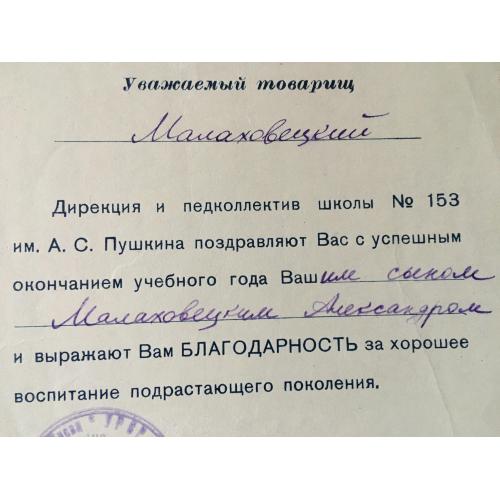 Уважаемый товарищ
Малаховецкий
Дирекция и педколлектив школы № 153
им. А. С. Пушкина поздравляют Вас с успешным
окончанием учебного года Вашим сыном
Малаховецким Александром
и выражают Вам БЛАГОДАРНОСТЬ за хорошее
воспитание подрастающего поколения.